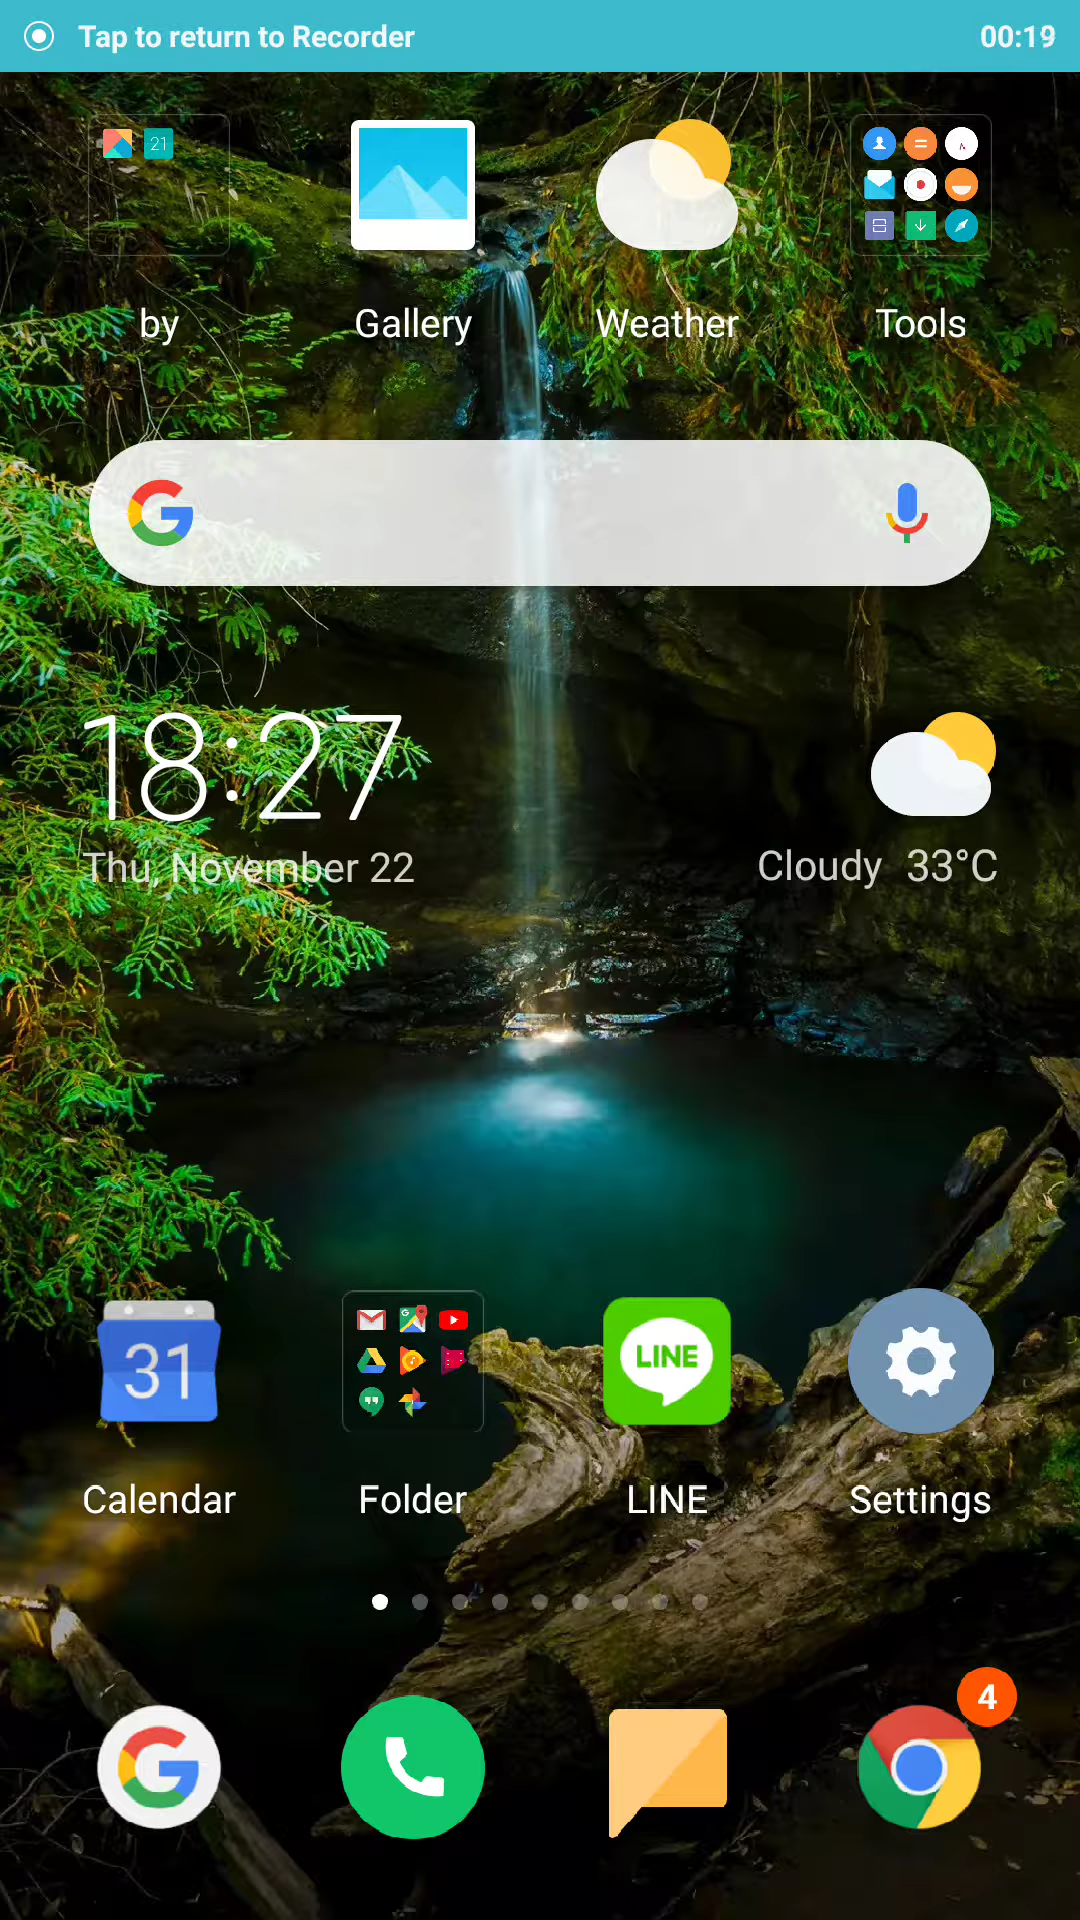 Tap to return to Recorder 00:19
21
by Gallery Weather Tools
18:27
Thu, November 22
Cloudy 33°C
31
LINE
Calendar Folder LINE Settings
4